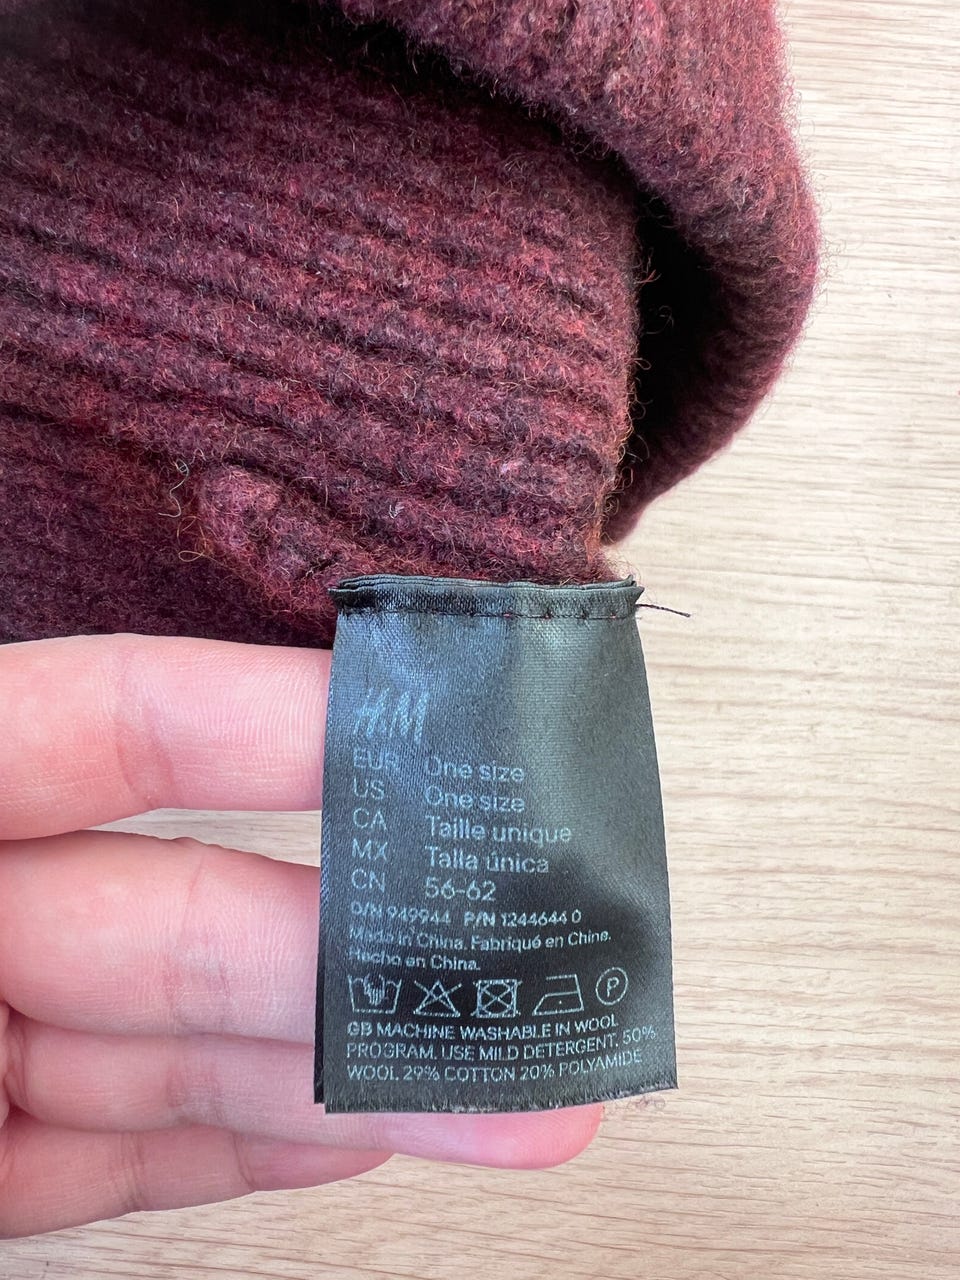 H&M
EUR One size
US One size
CA Taille unique
MX Talla única
CN 56-62
O/N 949944 P/N 1244644 0
Made in China. Fabriqué en Chine.
Hecho en China.
P
GB MACHINE WASHABLE IN WOOL
PROGRAM. USE MILD DETERGENT. 50%
WOOL 29% COTTON 20% POLYAMIDE